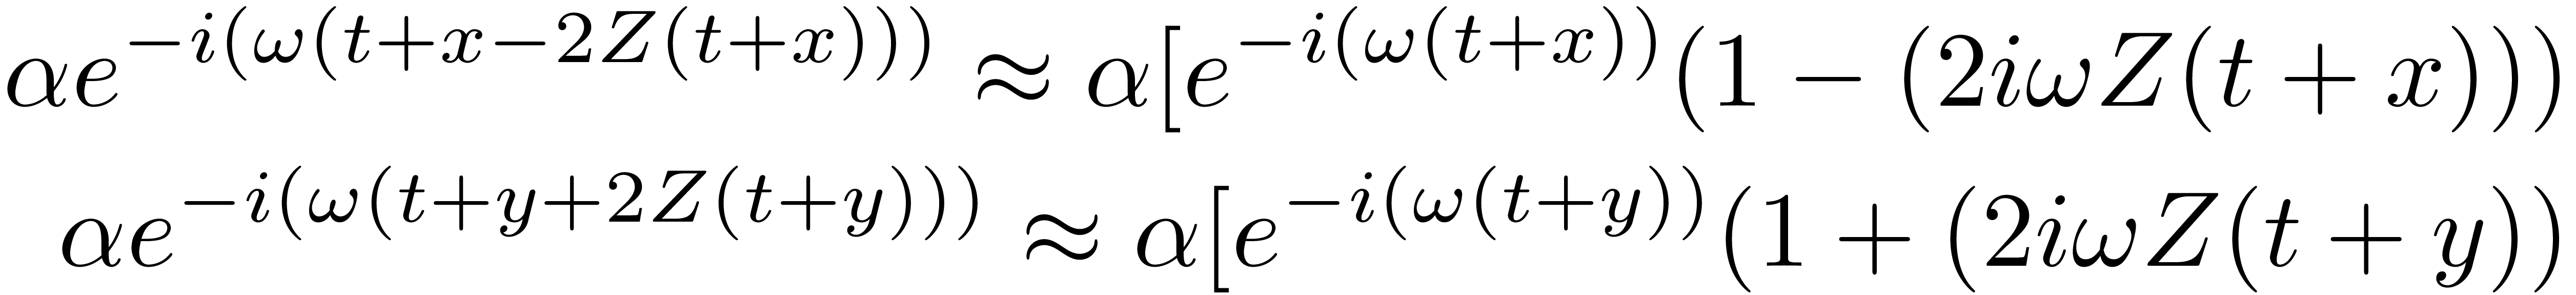 αe^{-i(ω(t+x-2Z(t+x)))} ≈ α[e^{-i(ω(t+x))}(1 - (2iωZ(t + x)))
αe^{-i(ω(t+y+2Z(t+y)))} ≈ α[e^{-i(ω(t+y))}(1 + (2iωZ(t + y))